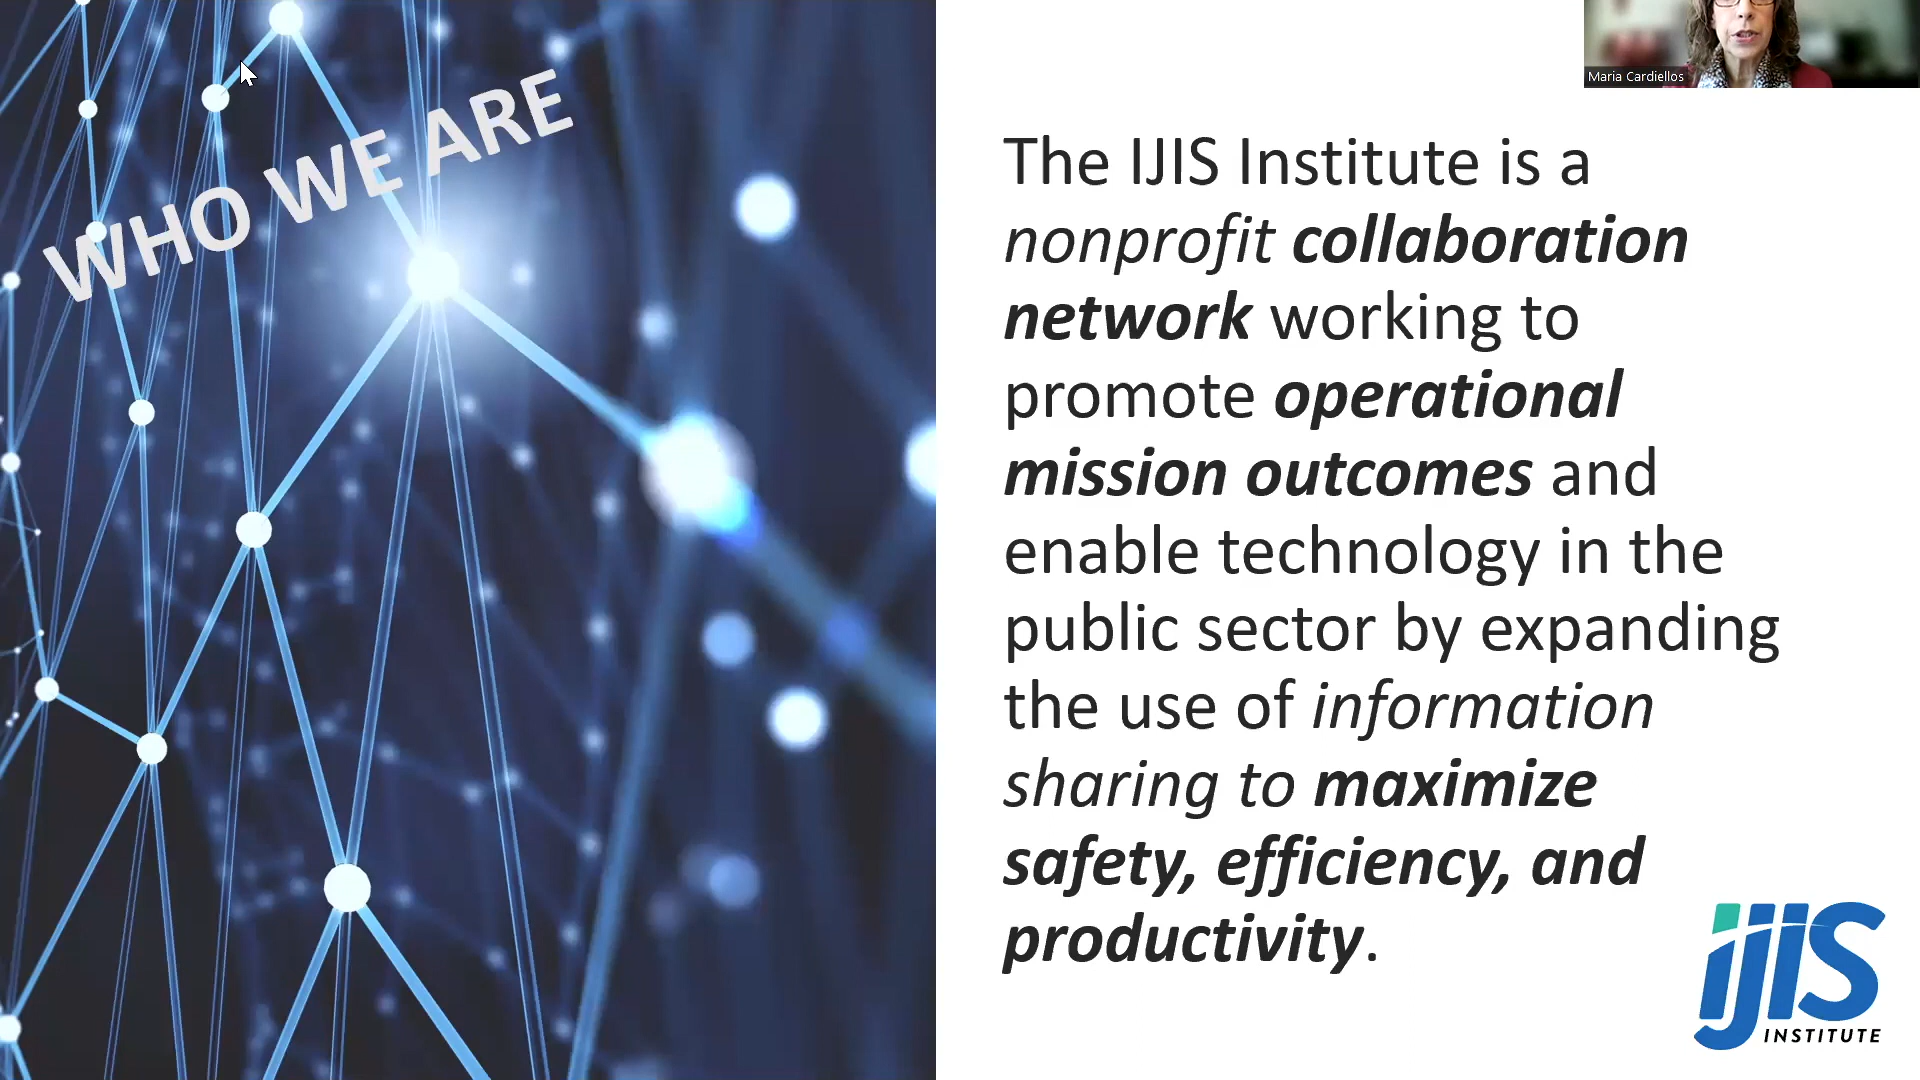 Maria Cardiellos
WHO WE ARE
The IJIS Institute is a
nonprofit collaboration
network working to
promote operational
mission outcomes and
enable technology in the
public sector by expanding
the use of information
sharing to maximize
safety, efficiency, and
productivity.
ijis
INSTITUTE